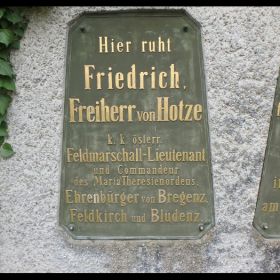 Hier ruht
Friedrich,
Freiherr von Hotze
k. k. österr.
Feldmarschall-Lieutenant
und Commandeur
des Maria Theresienordens,
Ehrenbürger von Bregenz,
Feldkirch und Bludenz.
am